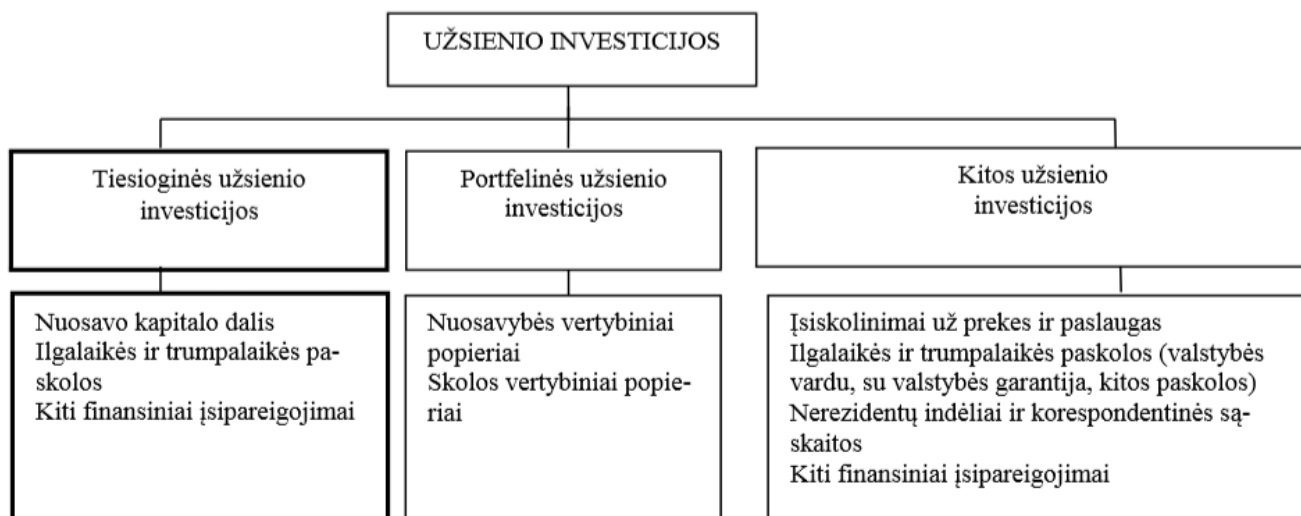 UŽSIENIO INVESTICIJOS
Tiesioginės užsienio
investicijos
Portfelinės užsienio
investicijos
Kitos užsienio
investicijos
Nuosavo kapitalo dalis
Ilgalaikės ir trumpalaikės pa-
skolos
Kiti finansiniai įsipareigojimai
Nuosavybės vertybiniai
popieriai
Skolos vertybiniai popie-
riai
Įsiskolinimai už prekes ir paslaugas
Ilgalaikės ir trumpalaikės paskolos (valstybės
vardu, su valstybės garantija, kitos paskolos)
Nerezidentų indėliai ir korespondentinės są-
skaitos
Kiti finansiniai įsipareigojimai